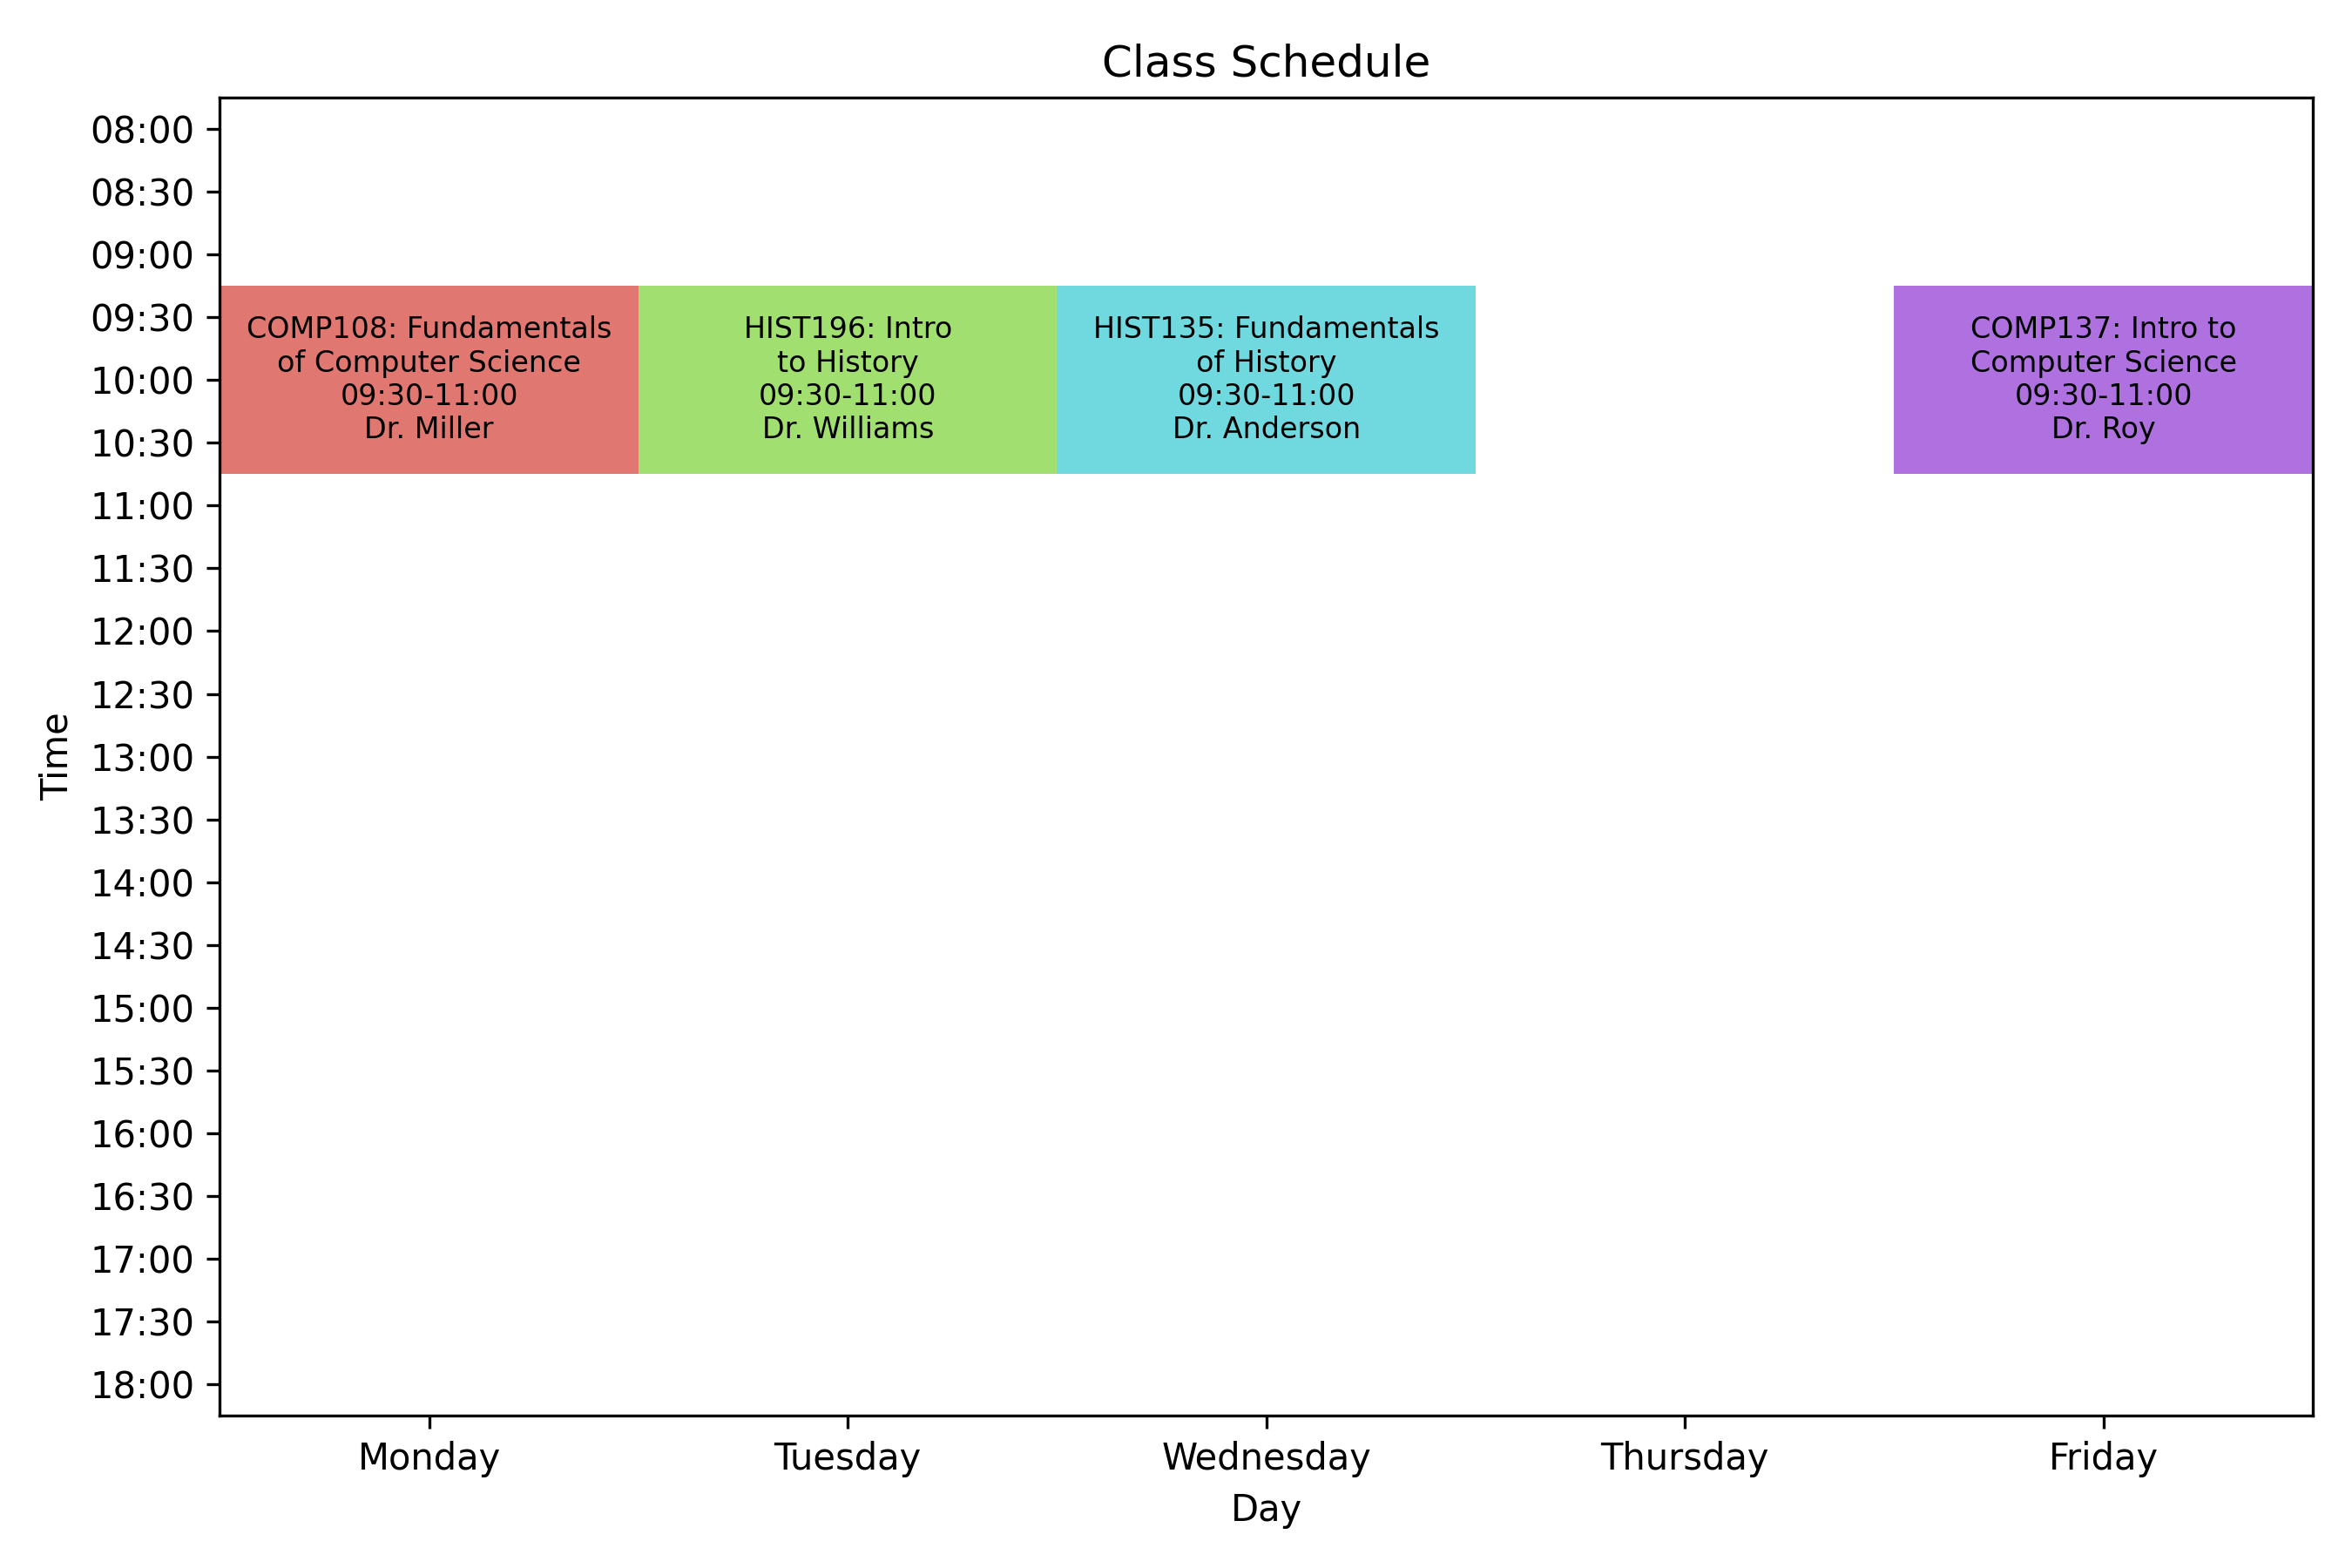 Class Schedule
08:00
08:30
09:00
09:30
10:00
10:30
11:00
11:30
12:00
12:30
13:00
13:30
14:00
14:30
15:00
15:30
16:00
16:30
17:00
17:30
18:00
Time
COMP108: Fundamentals
of Computer Science
09:30-11:00
Dr. Miller
HIST196: Intro
to History
09:30-11:00
Dr. Williams
HIST135: Fundamentals
of History
09:30-11:00
Dr. Anderson
COMP137: Intro to
Computer Science
09:30-11:00
Dr. Roy
Monday
Tuesday
Wednesday
Thursday
Friday
Day